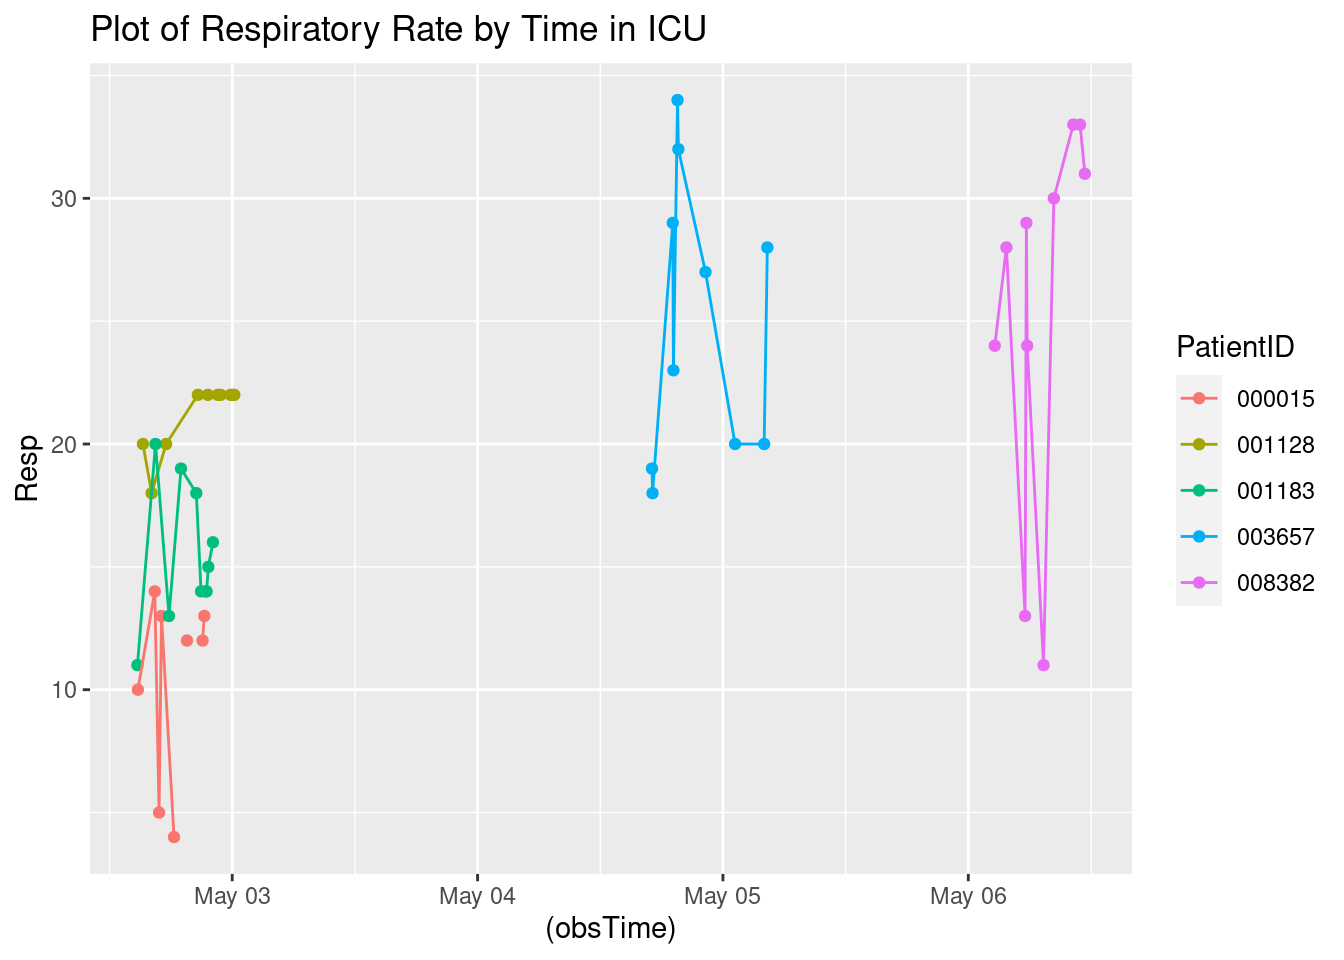 Plot of Respiratory Rate by Time in ICU
Resp
30
20
10
May 03
May 04
May 05
May 06
(obsTime)
PatientID
000015
001128
001183
003657
008382